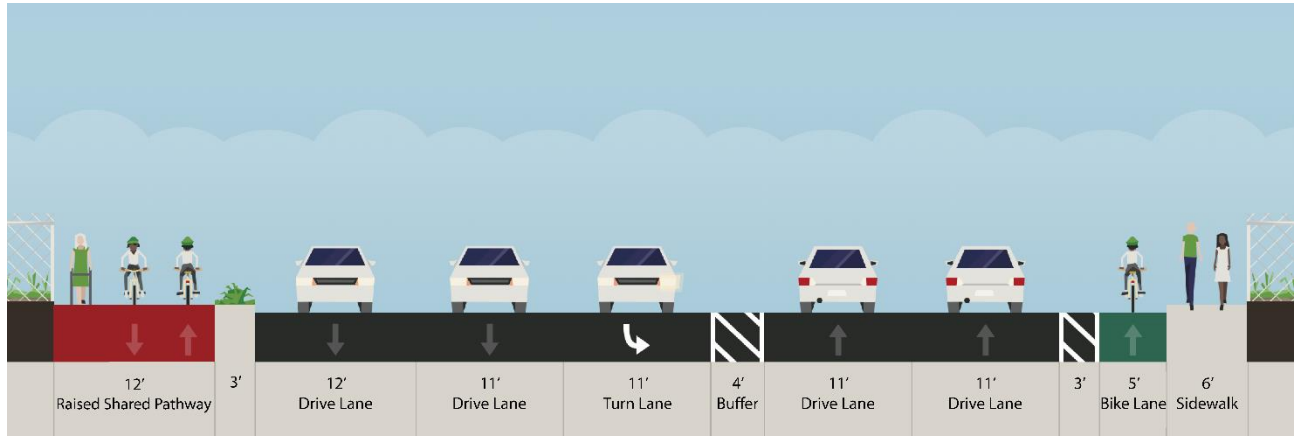 12′
Raised Shared Pathway
3′
12′
Drive Lane
11′
Drive Lane
11′
Turn Lane
4′
Buffer
11′
Drive Lane
11′
Drive Lane
3′
5′
Bike Lane
6′
Sidewalk